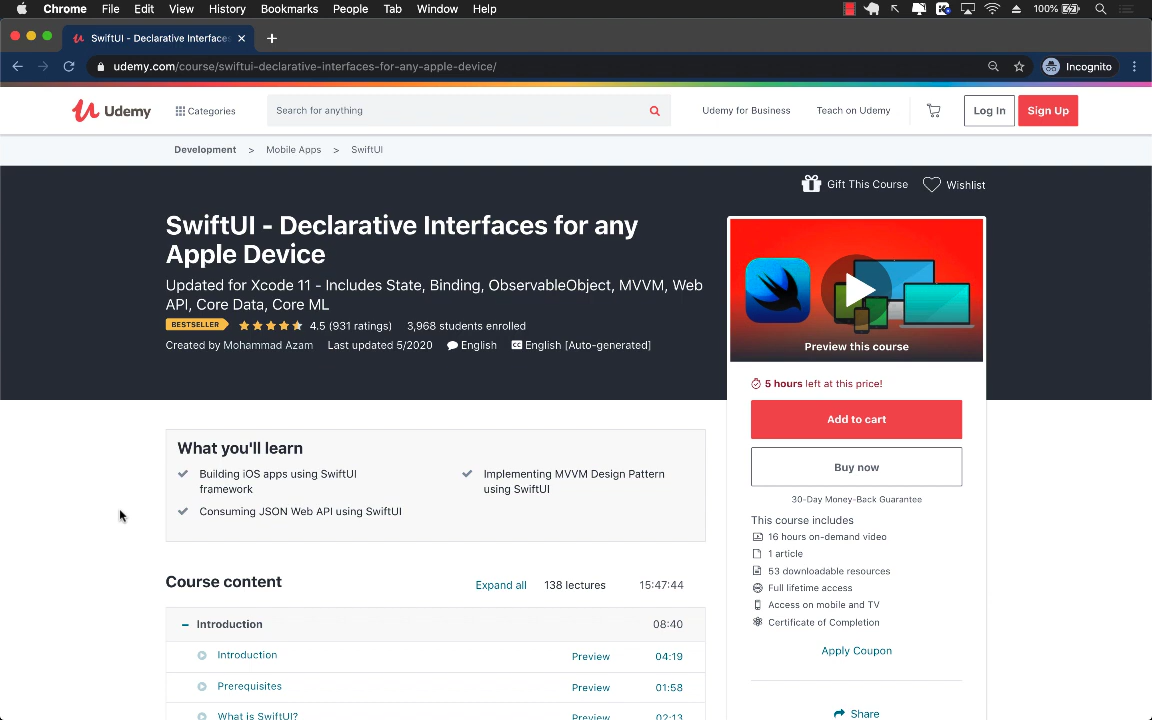 Chrome File Edit View History Bookmarks People Tab Window Help 100%
SwiftUI - Declarative Interfaces
udemy.com/course/swiftui-declarative-interfaces-for-any-apple-device/ Incognito
Udemy Categories Search for anything Udemy for Business Teach on Udemy Log In Sign Up
Development > Mobile Apps > SwiftUI
Gift This Course Wishlist
SwiftUI - Declarative Interfaces for any
Apple Device
Updated for Xcode 11 - Includes State, Binding, ObservableObject, MVVM, Web
API, Core Data, Core ML
BESTSELLER 4.5 (931 ratings) 3,968 students enrolled
Created by Mohammad Azam Last updated 5/2020 English English [Auto-generated]
Preview this course
5 hours left at this price!
Add to cart
Buy now
30-Day Money-Back Guarantee
This course includes
16 hours on-demand video
1 article
53 downloadable resources
Full lifetime access
Access on mobile and TV
Certificate of Completion
Apply Coupon
Share
What you'll learn
Building iOS apps using SwiftUI
framework
Implementing MVVM Design Pattern
using SwiftUI
Consuming JSON Web API using SwiftUI
Course content Expand all 138 lectures 15:47:44
Introduction 08:40
Introduction Preview 04:19
Prerequisites Preview 01:58
What is SwiftUI? Preview 02:13